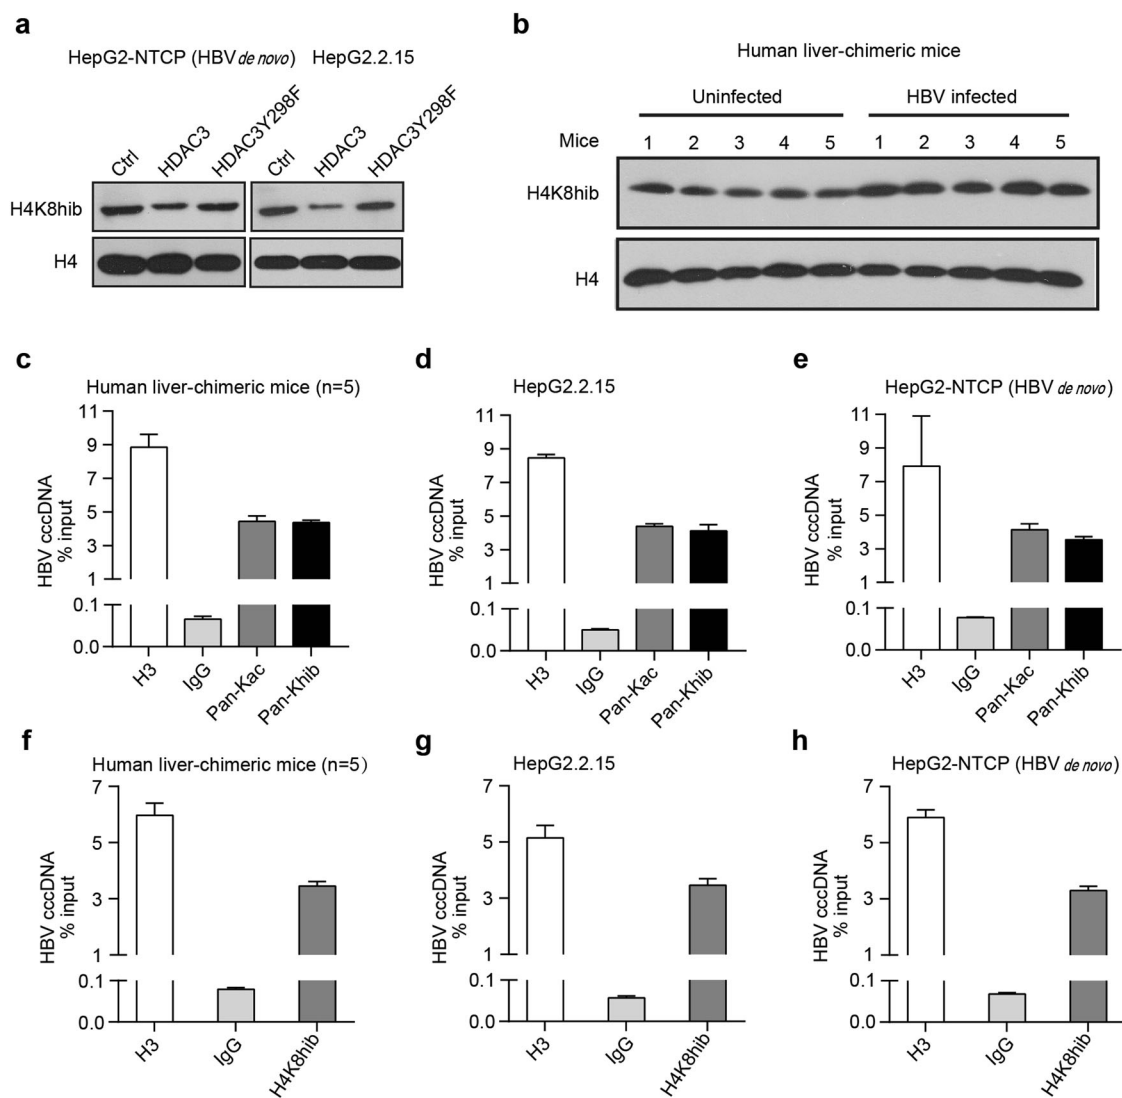 a
HepG2-NTCP (HBV de novo) HepG2.2.15
Ctrl HDAC3 HDAC3Y298F Ctrl HDAC3 HDAC3Y298F
H4K8hib
H4
b
Human liver-chimeric mice
Uninfected HBV infected
Mice 1 2 3 4 5 1 2 3 4 5
H4K8hib
H4
c
Human liver-chimeric mice (n=5)
HBV cccDNA
% input
11
9
7
5
3
1
0.1
0.0
H3 IgG Pan-Kac Pan-Khib
d
HepG2.2.15
HBV cccDNA
% input
11
9
7
5
3
1
0.1
0.0
H3 IgG Pan-Kac Pan-Khib
e
HepG2-NTCP (HBV de novo)
HBV cccDNA
% input
11
9
7
5
3
1
0.1
0.0
H3 IgG Pan-Kac Pan-Khib
f
Human liver-chimeric mice (n=5)
HBV cccDNA
% input
7
5
3
1
0.1
0.0
H3 IgG H4K8hib
g
HepG2.2.15
HBV cccDNA
% input
7
5
3
1
0.1
0.0
H3 IgG H4K8hib
h
HepG2-NTCP (HBV de novo)
HBV cccDNA
% input
7
5
3
1
0.1
0.0
H3 IgG H4K8hib